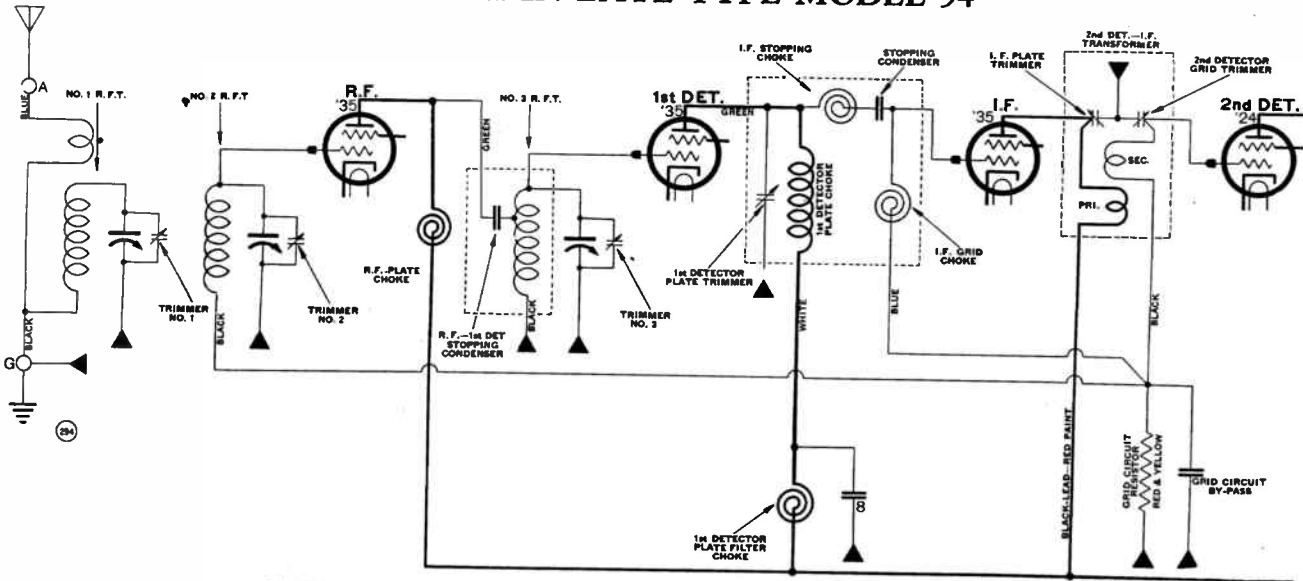 TYPE MODEL 94
A
BLUE
NO. 1 R.F.T.
TRIMMER
NO. 1
BLACK
G
294
NO. 2 R.F.T
TRIMMER
NO. 2
BLACK
R.F.
'35
R.F.-PLATE
CHOKE
GREEN
NO. 3 R.F.T.
R.F.—1st DET
STOPPING
CONDENSER
BLACK
TRIMMER
NO. 3
1st DET.
'35
GREEN
I.F. STOPPING
CHOKE
STOPPING
CONDENSER
1st DETECTOR
PLATE CHOKE
1st DETECTOR
PLATE TRIMMER
I.F. GRID
CHOKE
WHITE
BLUE
1st DETECTOR
PLATE FILTER
CHOKE
8
I.F.
'35
I. F. PLATE
TRIMMER
2nd DET.—I.F.
TRANSFORMER
2nd DETECTOR
GRID TRIMMER
SEC.
PRI.
2nd DET.
'24
BLACK
BLACK-LEAD—RED PAINT
GRID CIRCUIT
RESISTOR
RED & YELLOW
GRID CIRCUIT
BY-PASS